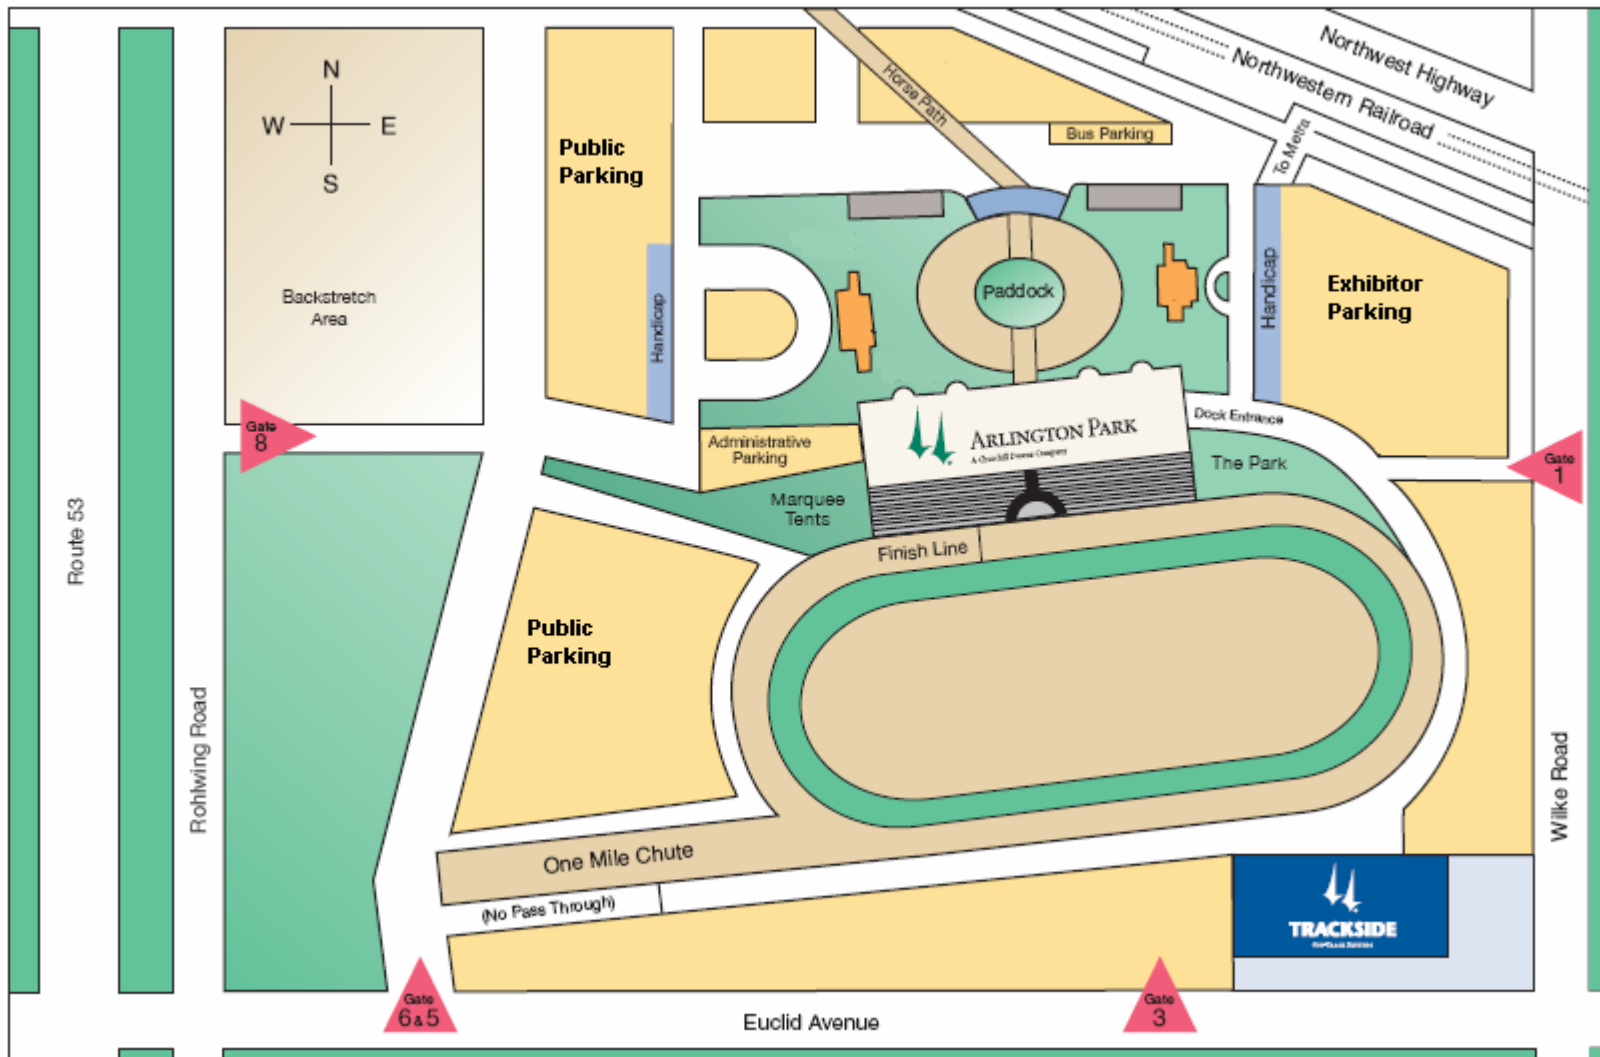 N
W E
S
Backstretch
Area
Public
Parking
Handicap
Horse Path
Bus Parking
Northwest Highway
Northwestern Railroad
To Metra
Handicap
Exhibitor
Parking
Paddock
Gate
8
Administrative
Parking
ARLINGTON PARK
A Churchill Downs Company
Dock Entrance
The Park
Gate
1
Marquee
Tents
Finish Line
Route 53
Public
Parking
Rohlwing Road
Wilke Road
One Mile Chute
(No Pass Through)
TRACKSIDE
Gate
6 & 5
Gate
3
Euclid Avenue